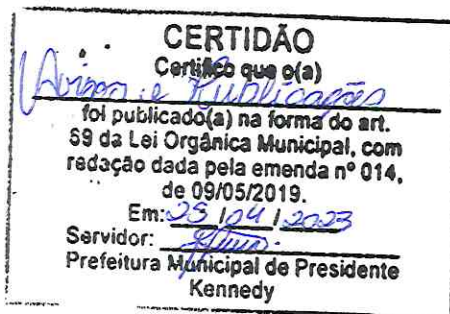 CERTIDÃO
Certifico que o(a)
Avisos e Publicações
foi publicado(a) na forma do art.
69 da Lei Orgânica Municipal, com
redação dada pela emenda nº 014,
de 09/05/2019.
Em: 25 / 04 / 2023
Servidor:
Prefeitura Municipal de Presidente
Kennedy